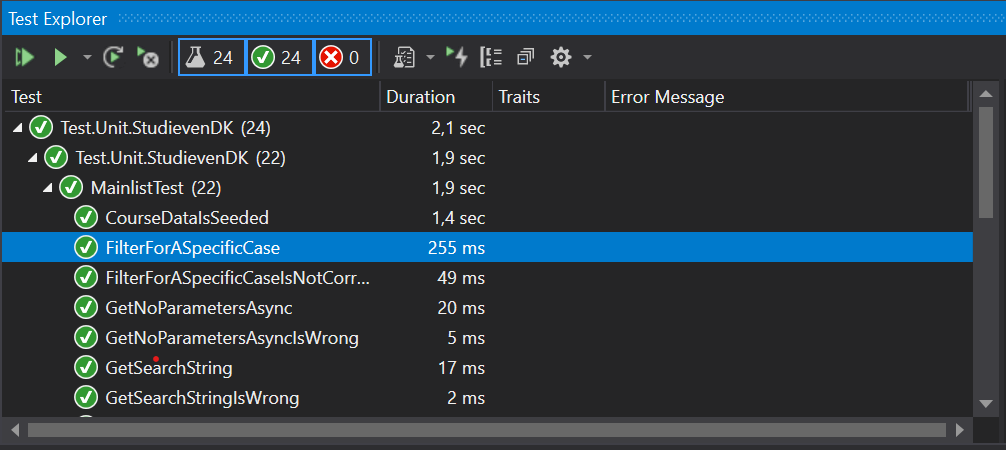 Test Explorer
24 24 0
Test Duration Traits Error Message
Test.Unit.StudievenDK (24) 2,1 sec
Test.Unit.StudievenDK (22) 1,9 sec
MainlistTest (22) 1,9 sec
CourseDataIsSeeded 1,4 sec
FilterForASpecificCase 255 ms
FilterForASpecificCaseIsNotCorr... 49 ms
GetNoParametersAsync 20 ms
GetNoParametersAsyncIsWrong 5 ms
GetSearchString 17 ms
GetSearchStringIsWrong 2 ms